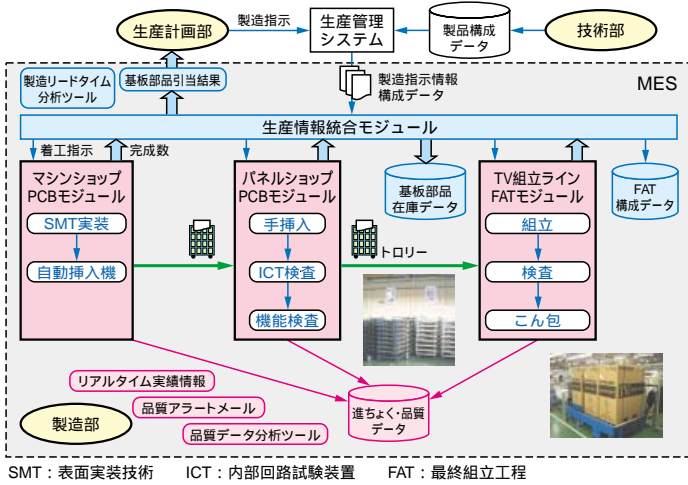 生産計画部
製造指示
生産管理
システム
製品構成
データ
技術部
製造リードタイム
分析ツール
基板部品引当結果
製造指示情報
構成データ
MES
生産情報統合モジュール
着工指示
完成数
マシンショップ
PCBモジュール
SMT実装
自動挿入機
パネルショップ
PCBモジュール
手挿入
ICT検査
機能検査
基板部品
在庫データ
トロリー
TV組立ライン
FATモジュール
組立
検査
こん包
FAT
構成データ
リアルタイム実績情報
品質アラートメール
品質データ分析ツール
進ちょく・品質
データ
製造部
SMT：表面実装技術　ICT：内部回路試験装置　FAT：最終組立工程